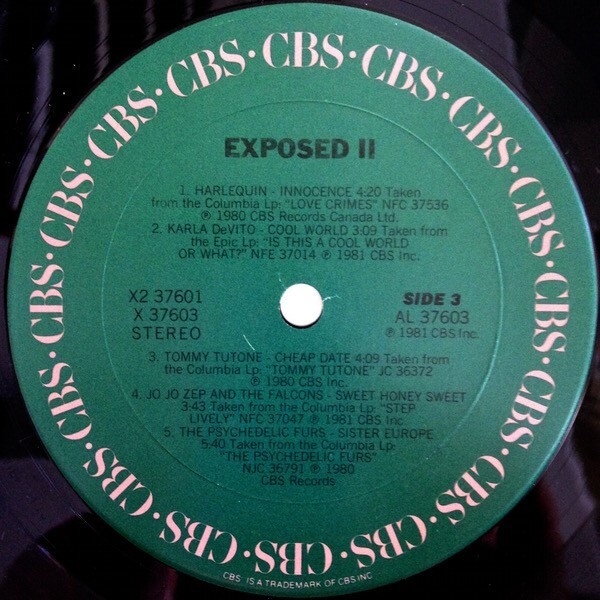 CBS · CBS · CBS · CBS · CBS · CBS · CBS · CBS · CBS · CBS · CBS · CBS · CBS · CBS · CBS · CBS ·
EXPOSED II
1. HARLEQUIN - INNOCENCE 4:20 Taken
from the Columbia Lp: "LOVE CRIMES" NFC 37536
℗ 1980 CBS Records Canada Ltd.
2. KARLA DeVITO - COOL WORLD 3:09 Taken from
the Epic Lp: "IS THIS A COOL WORLD
OR WHAT?" NFE 37014 ℗ 1981 CBS Inc.
X2 37601
X 37603
STEREO
SIDE 3
AL 37603
℗ 1981 CBS Inc.
3. TOMMY TUTONE - CHEAP DATE 4:09 Taken from
the Columbia Lp: "TOMMY TUTONE" JC 36372
℗ 1980 CBS Inc.
4. JO JO ZEP AND THE FALCONS - SWEET HONEY SWEET
3:43 Taken from the Columbia Lp: "STEP
LIVELY" NFC 37047 ℗ 1981 CBS Inc.
5. THE PSYCHEDELIC FURS - SISTER EUROPE
5:40 Taken from the Columbia Lp:
"THE PSYCHEDELIC FURS"
NJC 36791 ℗ 1980
CBS Records
CBS IS A TRADEMARK OF CBS INC